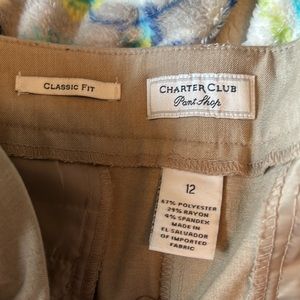 CLASSIC FIT
CHARTER CLUB
Pant Shop
12
67% POLYESTER
29% RAYON
4% SPANDEX
MADE IN
EL SALVADOR
OF IMPORTED
FABRIC